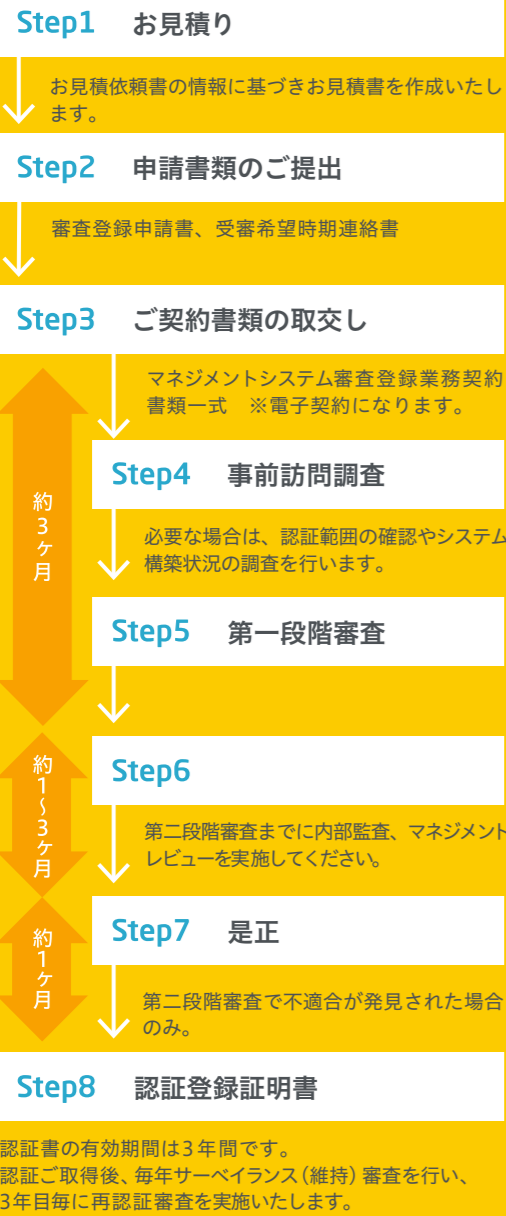 Step1 お見積り
お見積依頼書の情報に基づきお見積書を作成いたし
ます。
Step2 申請書類のご提出
審査登録申請書、受審希望時期連絡書
Step3 ご契約書類の取交し
マネジメントシステム審査登録業務契約
書類一式 ※電子契約になります。
約3ヶ月
Step4 事前訪問調査
必要な場合は、認証範囲の確認やシステム
構築状況の調査を行います。
Step5 第一段階審査
約1~3ヶ月
Step6
第二段階審査までに内部監査、マネジメント
レビューを実施してください。
約1ヶ月
Step7 是正
第二段階審査で不適合が発見された場合
のみ。
Step8 認証登録証明書
認証書の有効期間は3年間です。
認証ご取得後、毎年サーベイランス(維持)審査を行い、
3年目毎に再認証審査を実施いたします。